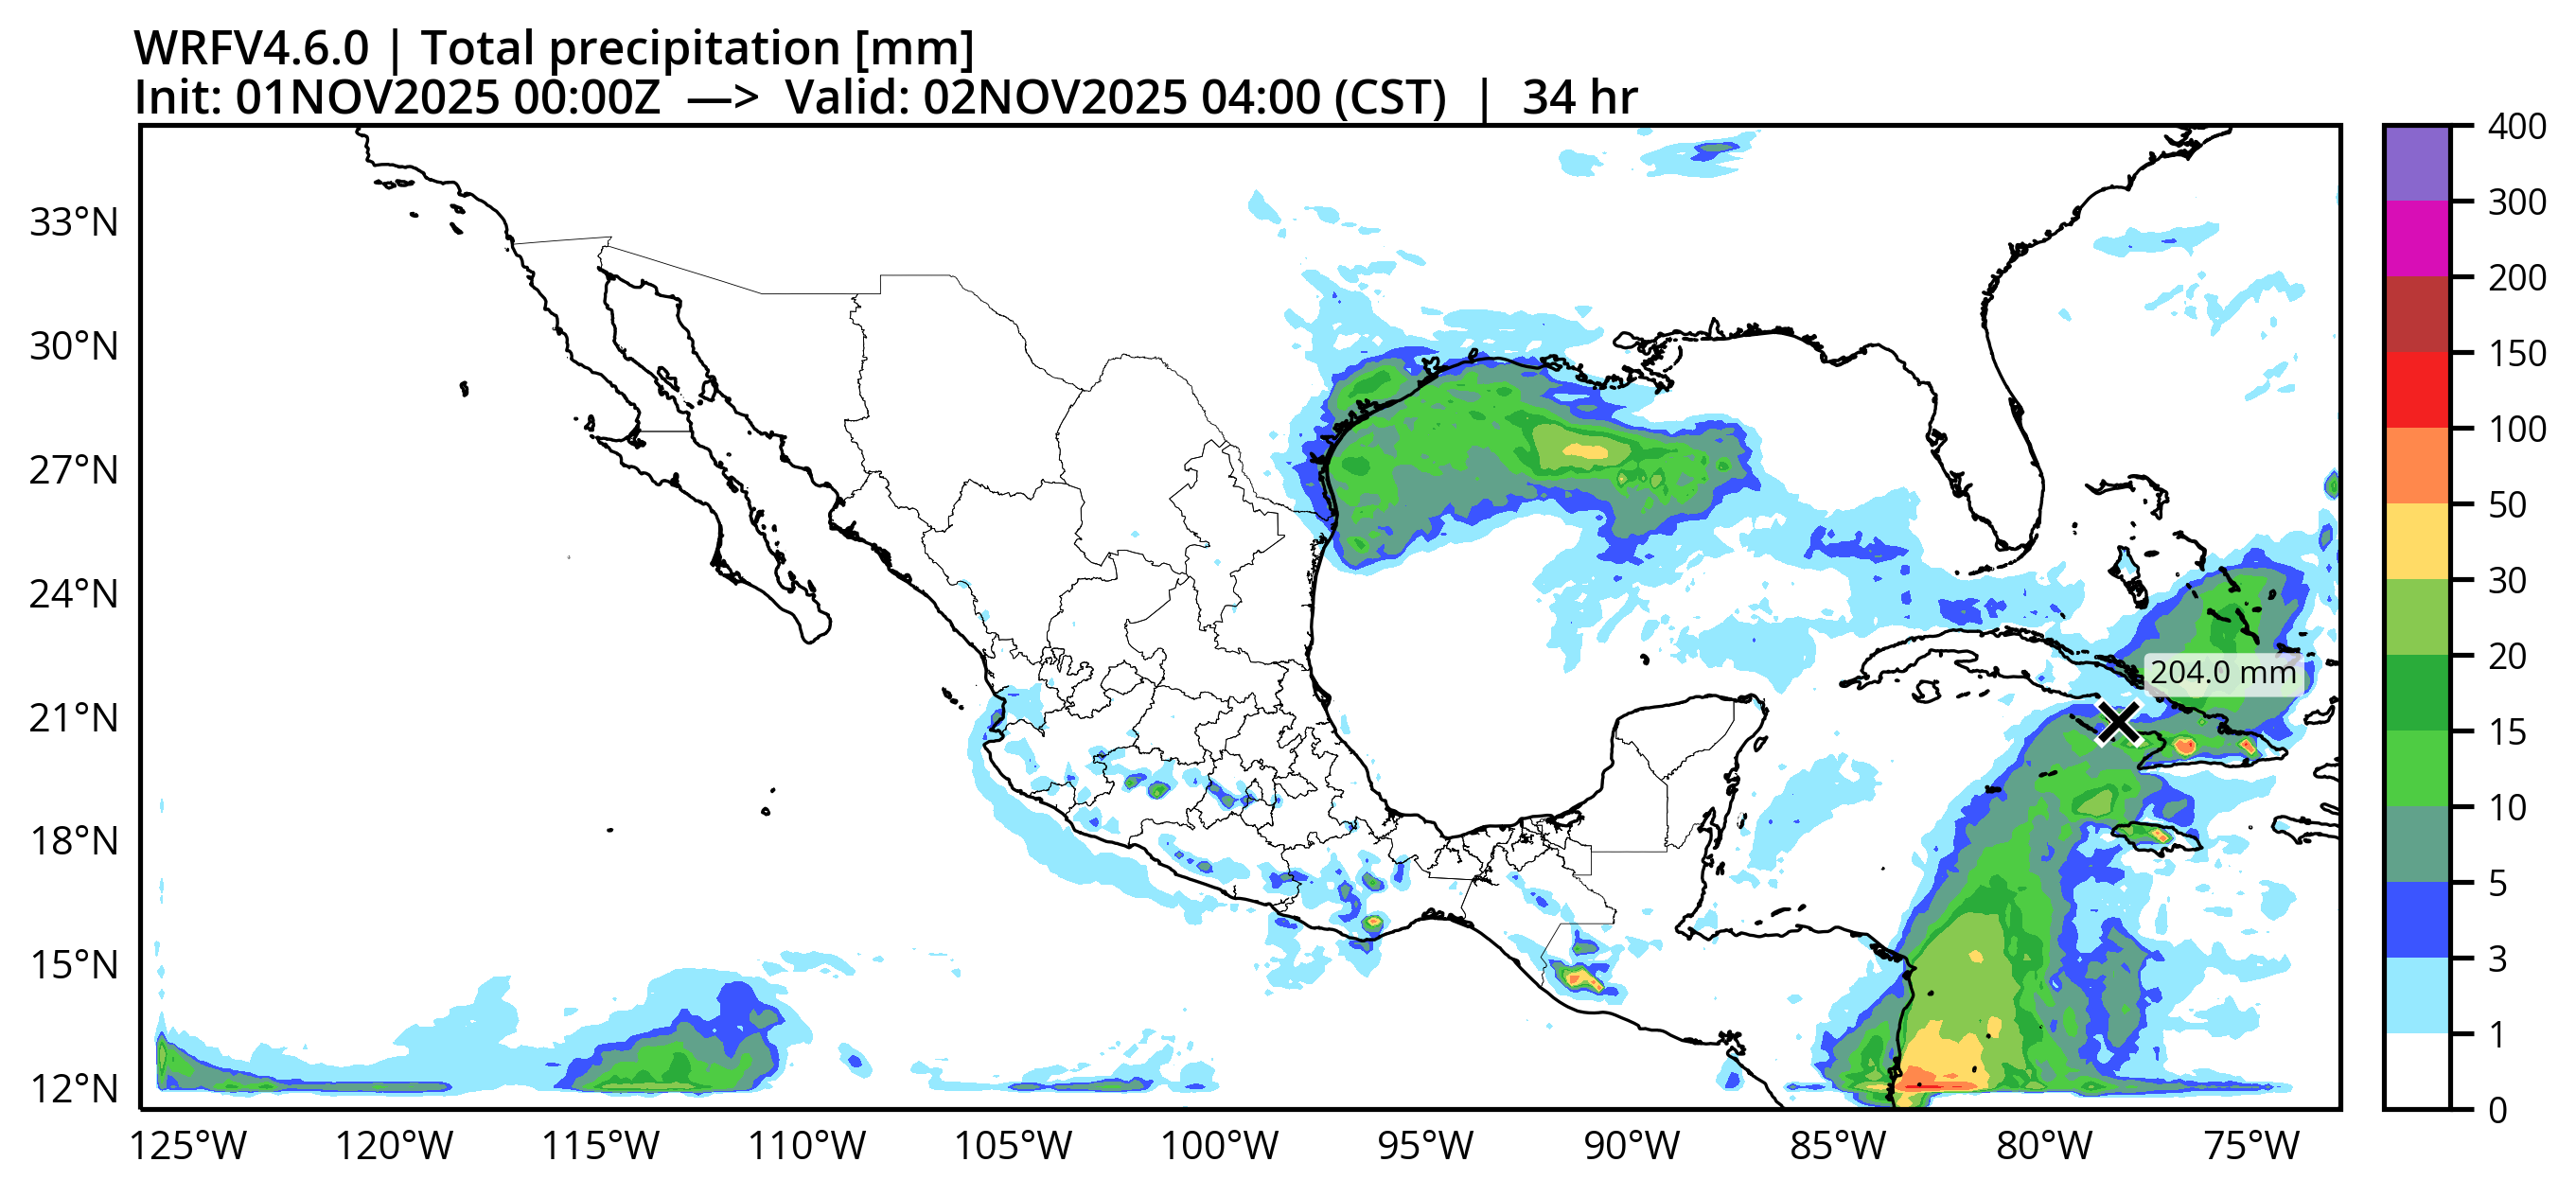 WRFV4.6.0 | Total precipitation [mm]
Init: 01NOV2025 00:00Z —> Valid: 02NOV2025 04:00 (CST) | 34 hr
33°N
30°N
27°N
24°N
21°N
18°N
15°N
12°N
125°W 120°W 115°W 110°W 105°W 100°W 95°W 90°W 85°W 80°W 75°W
204.0 mm
400
300
200
150
100
50
30
20
15
10
5
3
1
0